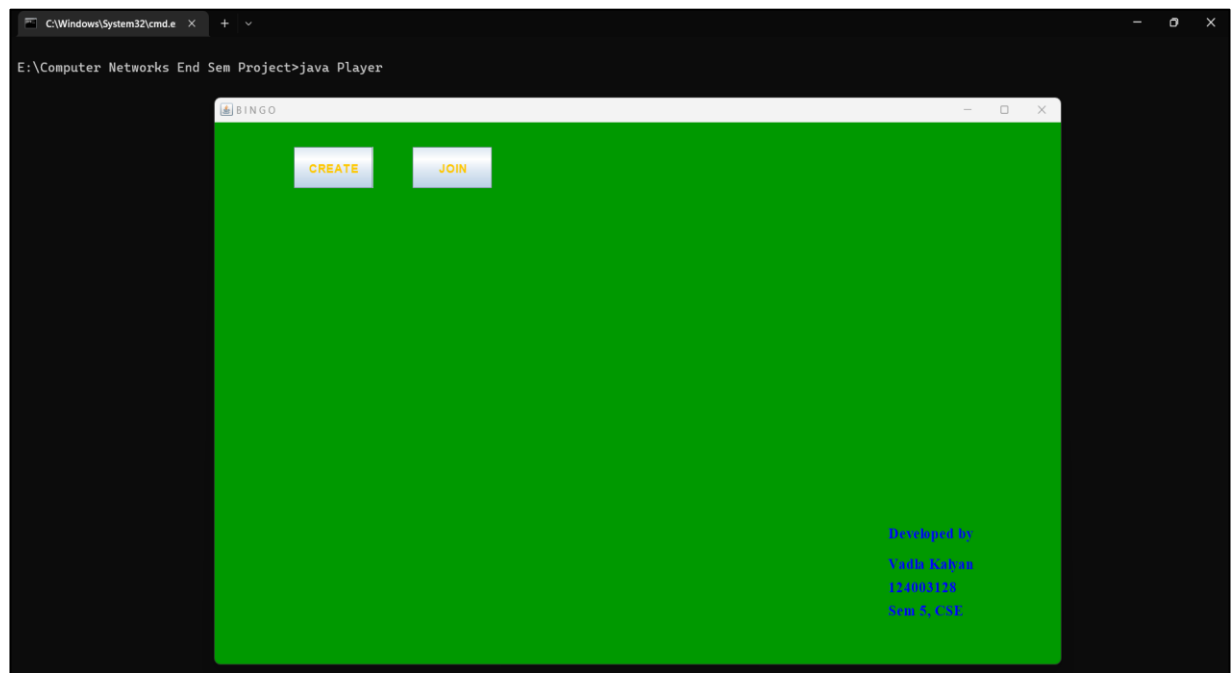 C:\Windows\System32\cmd.e
E:\Computer Networks End Sem Project>java Player
BINGO
CREATE JOIN
Developed by
Vadla Kalyan
124003128
Sem 5, CSE